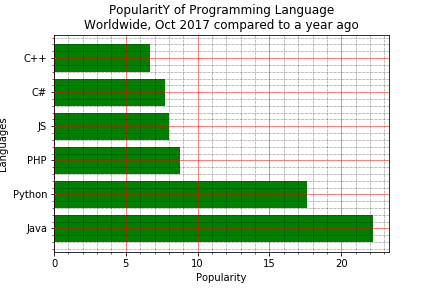 PopularitY of Programming Language
Worldwide, Oct 2017 compared to a year ago
Languages
C++
C#
JS
PHP
Python
Java
0 5 10 15 20
Popularity